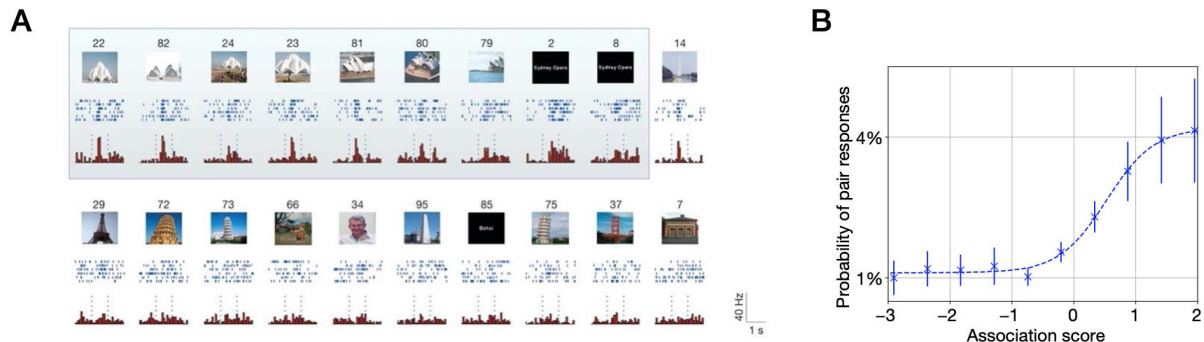 A
22 82 24 23 81 80 79 2 8 14
Sydney Opera Sydney Opera
29 72 73 66 34 95 85 75 37 7
Bahai
40 Hz
1 s
B
Probability of pair responses
4%
1%
−3 −2 −1 0 1 2
Association score